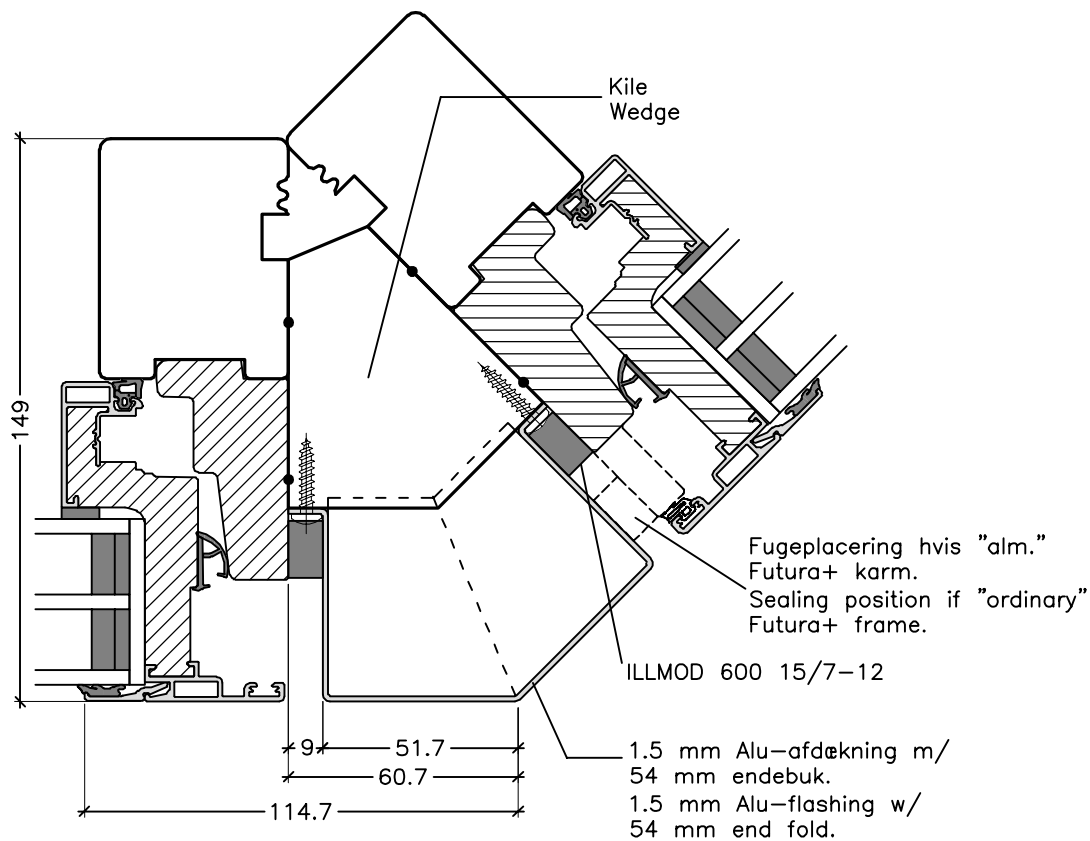 Kile
Wedge
149
Fugeplacering hvis "alm."
Futura+ karm.
Sealing position if "ordinary"
Futura+ frame.
ILLMOD 600 15/7-12
9
51.7
60.7
114.7
1.5 mm Alu-afdækning m/
54 mm endebuk.
1.5 mm Alu-flashing w/
54 mm end fold.